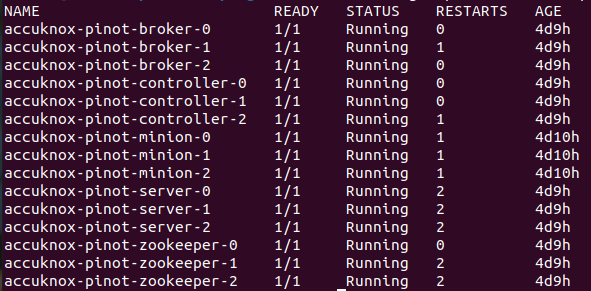 NAME READY STATUS RESTARTS AGE
accuknox-pinot-broker-0 1/1 Running 0 4d9h
accuknox-pinot-broker-1 1/1 Running 1 4d9h
accuknox-pinot-broker-2 1/1 Running 0 4d9h
accuknox-pinot-controller-0 1/1 Running 0 4d9h
accuknox-pinot-controller-1 1/1 Running 0 4d9h
accuknox-pinot-controller-2 1/1 Running 1 4d9h
accuknox-pinot-minion-0 1/1 Running 1 4d10h
accuknox-pinot-minion-1 1/1 Running 1 4d10h
accuknox-pinot-minion-2 1/1 Running 1 4d10h
accuknox-pinot-server-0 1/1 Running 2 4d9h
accuknox-pinot-server-1 1/1 Running 2 4d9h
accuknox-pinot-server-2 1/1 Running 2 4d9h
accuknox-pinot-zookeeper-0 1/1 Running 0 4d9h
accuknox-pinot-zookeeper-1 1/1 Running 2 4d9h
accuknox-pinot-zookeeper-2 1/1 Running 2 4d9h